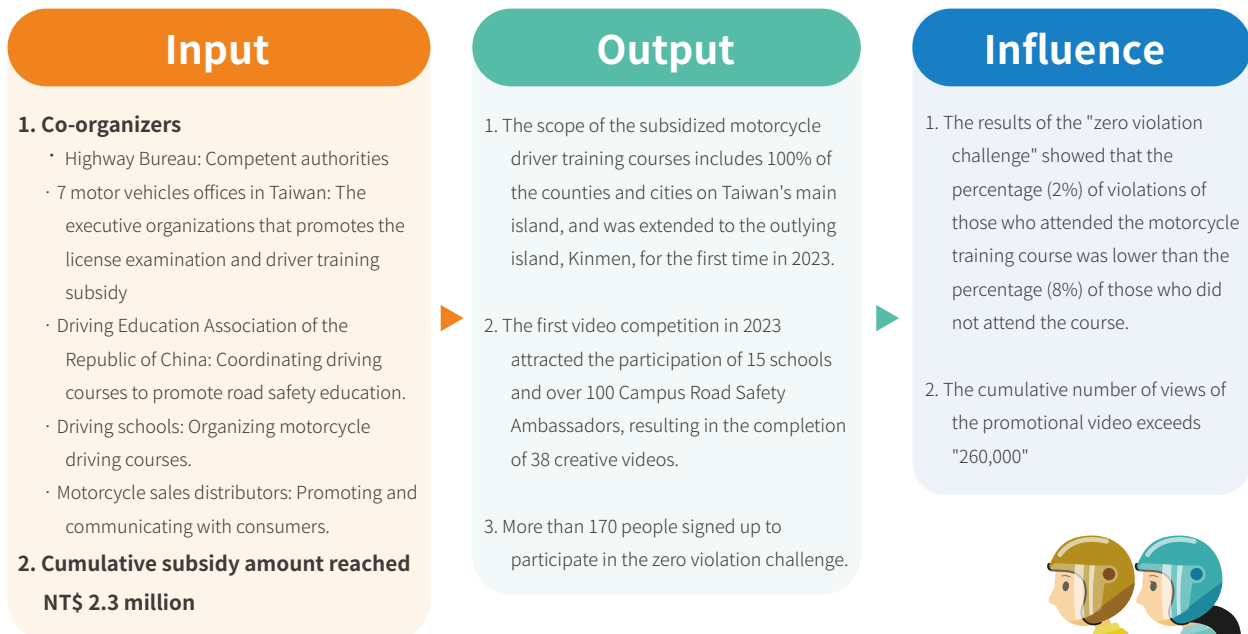 Input
1. Co-organizers
· Highway Bureau: Competent authorities
· 7 motor vehicles offices in Taiwan: The
executive organizations that promotes the
license examination and driver training
subsidy
· Driving Education Association of the
Republic of China: Coordinating driving
courses to promote road safety education.
· Driving schools: Organizing motorcycle
driving courses.
· Motorcycle sales distributors: Promoting and
communicating with consumers.
2. Cumulative subsidy amount reached
NT$ 2.3 million
Output
1. The scope of the subsidized motorcycle
driver training courses includes 100% of
the counties and cities on Taiwan's main
island, and was extended to the outlying
island, Kinmen, for the first time in 2023.
2. The first video competition in 2023
attracted the participation of 15 schools
and over 100 Campus Road Safety
Ambassadors, resulting in the completion
of 38 creative videos.
3. More than 170 people signed up to
participate in the zero violation challenge.
Influence
1. The results of the "zero violation
challenge" showed that the
percentage (2%) of violations of
those who attended the motorcycle
training course was lower than the
percentage (8%) of those who did
not attend the course.
2. The cumulative number of views of
the promotional video exceeds
"260,000"